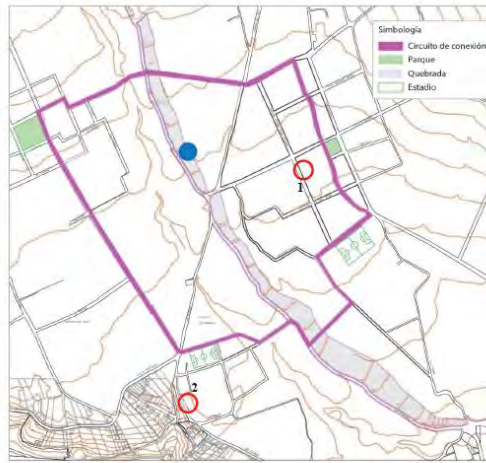 Simbología
Circuito de conexión
Parque
Quebrada
Estadio
1
2